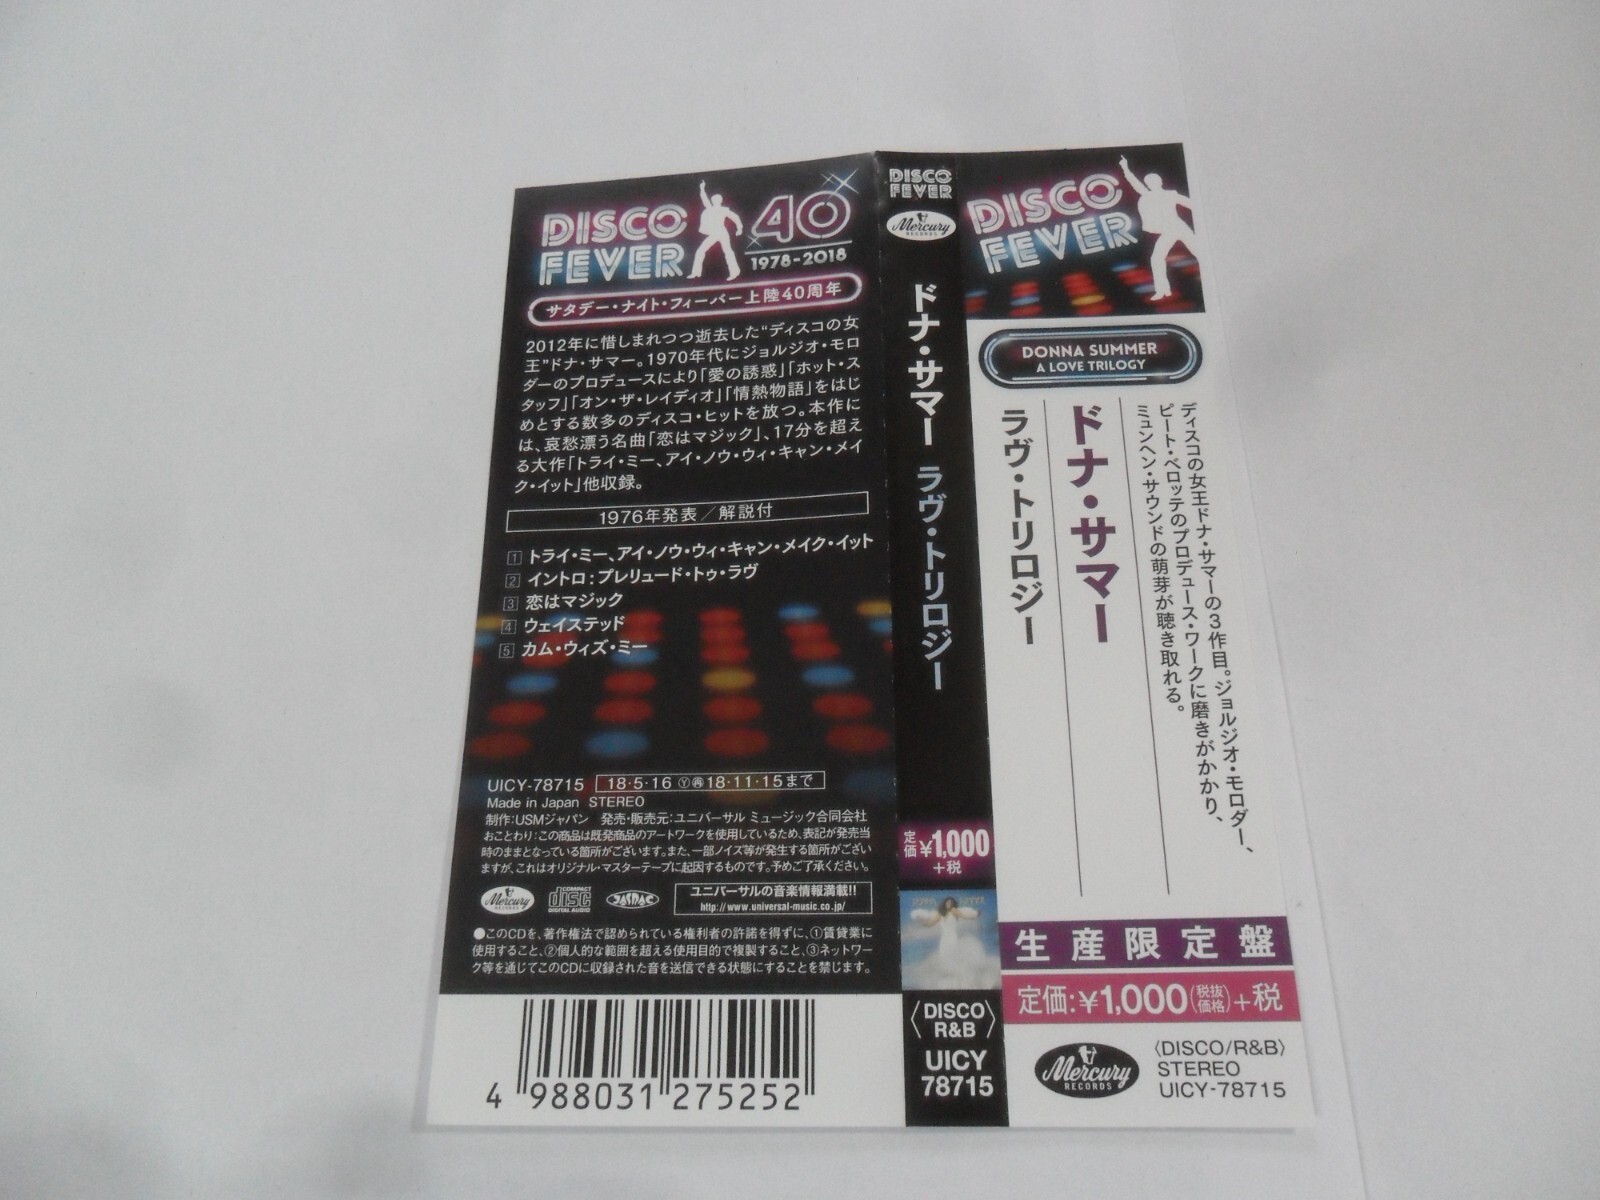 DISCO
FEVER
40
1978-2018
サタデー・ナイト・フィーバー上陸40周年
2012年に惜しまれつつ逝去した“ディスコの女
王”ドナ・サマー。1970年代にジョルジオ・モロ
ダーのプロデュースにより「愛の誘惑」「ホット・ス
タッフ」「オン・ザ・レイディオ」「情熱物語」をはじ
めとする数多のディスコ・ヒットを放つ。本作に
は、哀愁漂う名曲「恋はマジック」、17分を超え
る大作「トライ・ミー、アイ・ノウ・ウィ・キャン・メイ
ク・イット」他収録。
1976年発表／解説付
1 トライ・ミー、アイ・ノウ・ウィ・キャン・メイク・イット
2 イントロ：プレリュード・トゥ・ラヴ
3 恋はマジック
4 ウェイステッド
5 カム・ウィズ・ミー
UICY-78715 18・5・16 Ⓨ㊢18・11・15まで
Made in Japan STEREO
制作：USMジャパン 発売・販売元：ユニバーサル ミュージック合同会社
おことわり：この商品は既発商品のアートワークを使用しているため、表記が発売当
時のままとなっている箇所がございます。また、一部ノイズ等が発生する箇所がござい
ますが、これはオリジナル・マスターテープに起因するものです。予めご了承ください。
Mercury
RECORDS
COMPACT
disc
DIGITAL AUDIO
JASRAC
ユニバーサルの音楽情報満載!!
http://www.universal-music.co.jp/
●このCDを、著作権法で認められている権利者の許諾を得ずに、①賃貸業に
使用すること、②個人的な範囲を超える使用目的で複製すること、③ネットワー
ク等を通じてこのCDに収録された音を送信できる状態にすることを禁じます。
4 988031 275252
DISCO
FEVER
Mercury
RECORDS
ドナ・サマー ラヴ・トリロジー
定価 ¥1,000
+税
〈DISCO
R&B〉
UICY
78715
DISCO
FEVER
DONNA SUMMER
A LOVE TRILOGY
ディスコの女王ドナ・サマーの3作目。ジョルジオ・モロダー、
ピート・ベロッテのプロデュース・ワークに磨きがかかり、
ミュンヘン・サウンドの萌芽が聴き取れる。
ドナ・サマー
ラヴ・トリロジー
生産限定盤
定価：¥1,000(税抜価格)+税
Mercury
RECORDS
〈DISCO/R&B〉
STEREO
UICY-78715